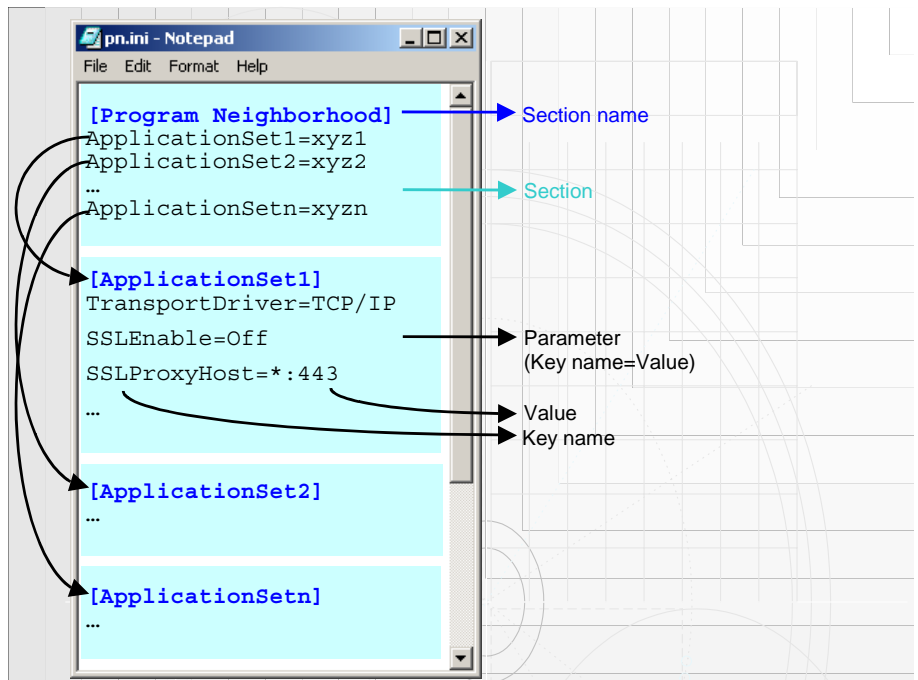 pn.ini - Notepad
File Edit Format Help
[Program Neighborhood]
ApplicationSet1=xyz1
ApplicationSet2=xyz2
…
ApplicationSetn=xyzn
[ApplicationSet1]
TransportDriver=TCP/IP
SSLEnable=Off
SSLProxyHost=*:443
…
[ApplicationSet2]
…
[ApplicationSetn]
…
Section name
Section
Parameter
(Key name=Value)
Value
Key name